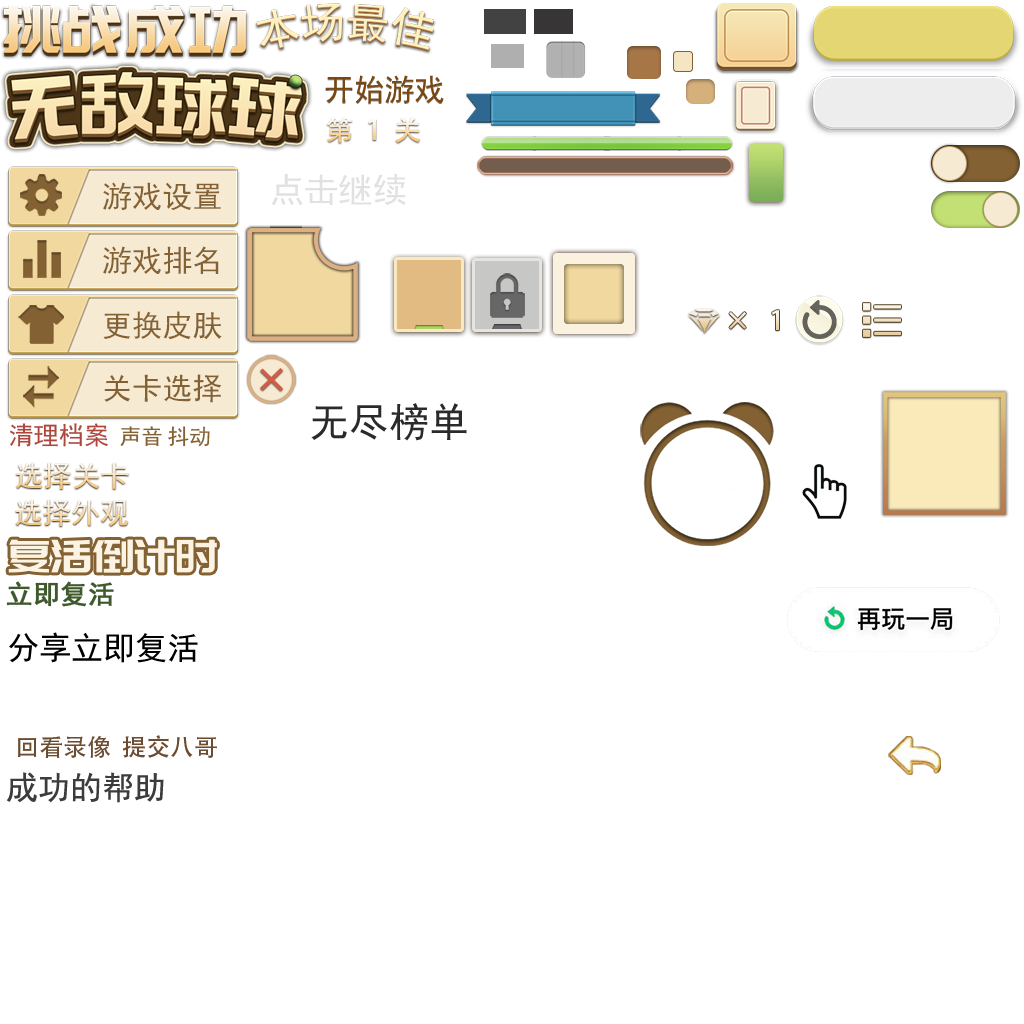 挑战成功
本场最佳
无敌球球
开始游戏
第 1 关
游戏设置
点击继续
游戏排名
更换皮肤
× 1
关卡选择
无尽榜单
清理档案 声音 抖动
选择关卡
选择外观
复活倒计时
立即复活
再玩一局
分享立即复活
回看录像 提交八哥
成功的帮助